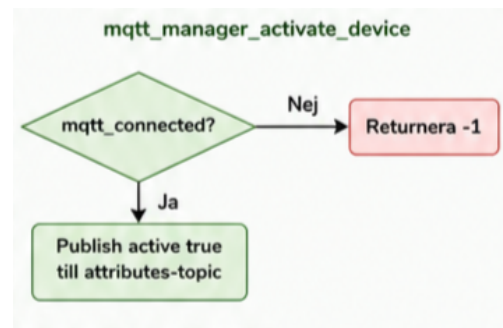 mqtt_manager_activate_device
mqtt_connected?
Nej
Returnera -1
Ja
Publish active true
till attributes-topic